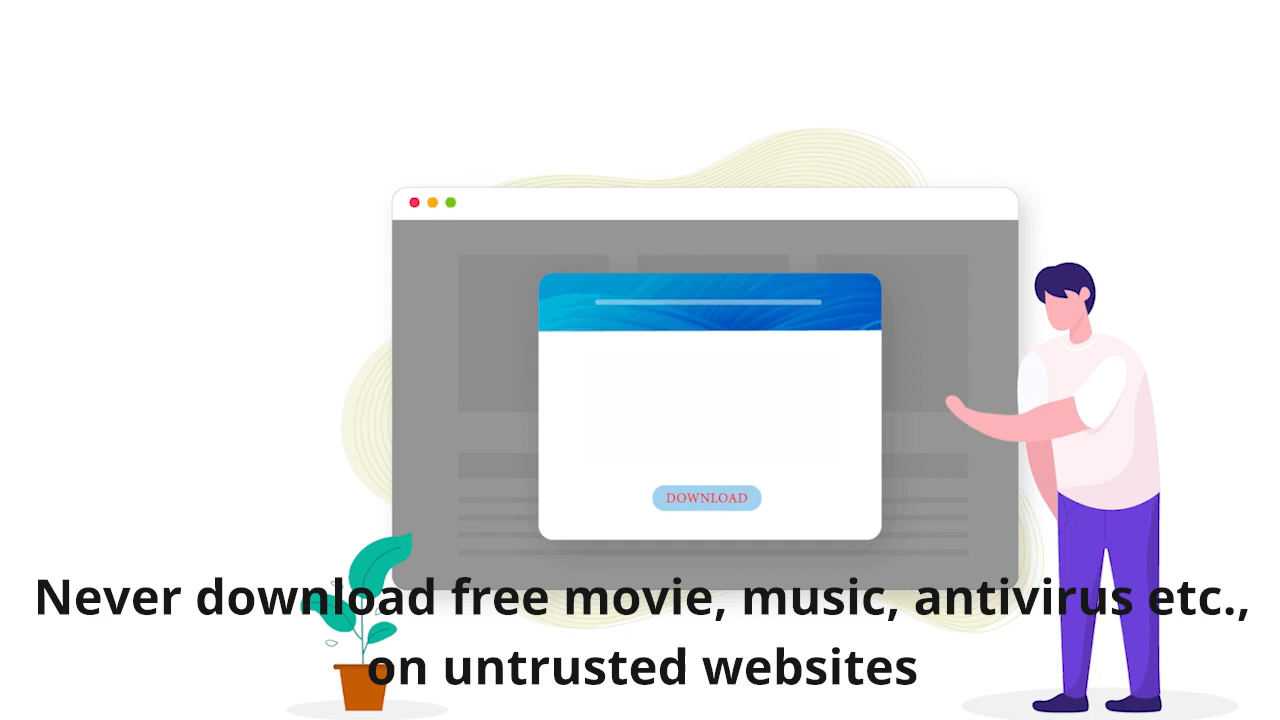 DOWNLOAD
Never download free movie, music, antivirus etc.,
on untrusted websites